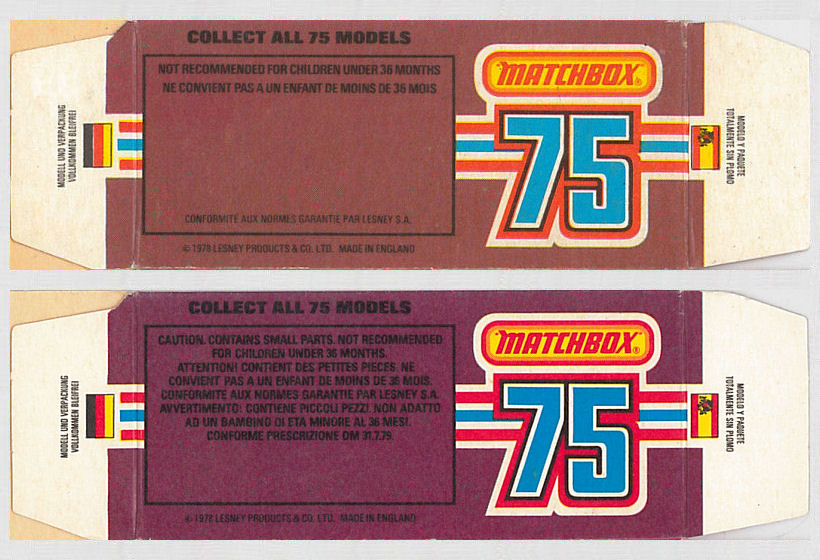 COLLECT ALL 75 MODELS
NOT RECOMMENDED FOR CHILDREN UNDER 36 MONTHS
NE CONVIENT PAS A UN ENFANT DE MOINS DE 36 MOIS
CONFORMITE AUX NORMES GARANTIE PAR LESNEY S.A.
© 1978 LESNEY PRODUCTS & CO. LTD. MADE IN ENGLAND
MODELL UND VERPACKUNG
VOLLKOMMEN BLEIFREI
MATCHBOX®
75
MODELO Y PAQUETE
TOTALMENTE SIN PLOMO
COLLECT ALL 75 MODELS
CAUTION. CONTAINS SMALL PARTS. NOT RECOMMENDED
FOR CHILDREN UNDER 36 MONTHS.
ATTENTION! CONTIENT DES PETITES PIECES. NE
CONVIENT PAS A UN ENFANT DE MOINS DE 36 MOIS.
CONFORMITE AUX NORMES GARANTIE PAR LESNEY S.A.
AVVERTIMENTO: CONTIENE PICCOLI PEZZI. NON ADATTO
AD UN BAMBINO DI ETA MINORE AL 36 MESI.
CONFORME PRESCRIZIONE DM 31.7.79.
© 1978 LESNEY PRODUCTS & CO. LTD. MADE IN ENGLAND
MODELL UND VERPACKUNG
VOLLKOMMEN BLEIFREI
MATCHBOX®
75
MODELO Y PAQUETE
TOTALMENTE SIN PLOMO